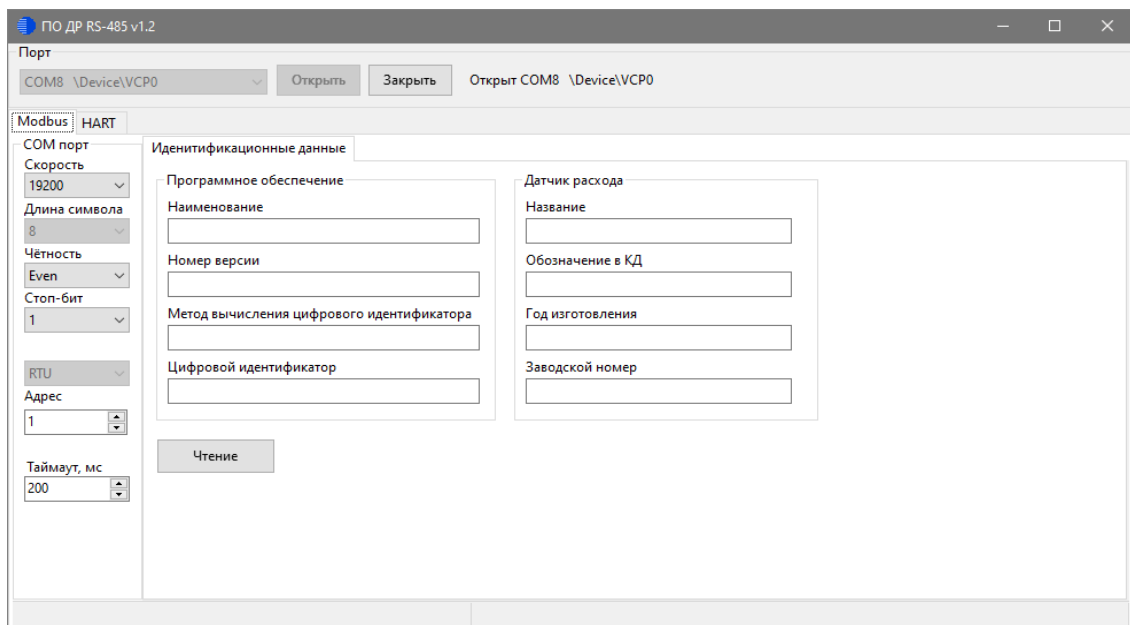 ПО ДР RS-485 v1.2
Порт
COM8 \Device\VCP0
Открыть
Закрыть
Открыт COM8 \Device\VCP0
Modbus
HART
COM порт
Скорость
19200
Длина символа
8
Чётность
Even
Стоп-бит
1
RTU
Адрес
1
Таймаут, мс
200
Иденитификационные данные
Программное обеспечение
Наименование
Номер версии
Метод вычисления цифрового идентификатора
Цифровой идентификатор
Датчик расхода
Название
Обозначение в КД
Год изготовления
Заводской номер
Чтение